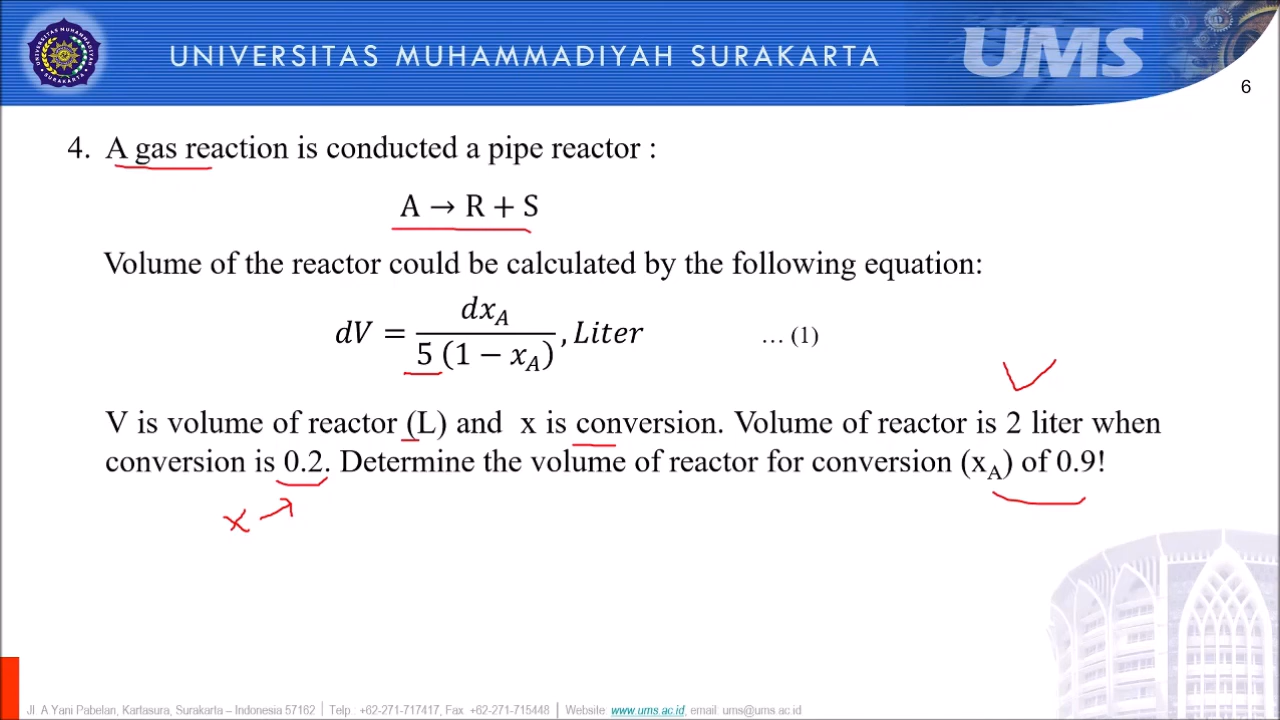 UNIVERSITAS MUHAMMADIYAH SURAKARTA
UMS
6
4. A gas reaction is conducted a pipe reactor :
A → R + S
Volume of the reactor could be calculated by the following equation:
dV = dx_A / 5 (1 − x_A) , Liter … (1)
V is volume of reactor (L) and x is conversion. Volume of reactor is 2 liter when
conversion is 0.2. Determine the volume of reactor for conversion (x_A) of 0.9!
x →
Jl. A Yani Pabelan, Kartasura, Surakarta – Indonesia 57162 | Telp. +62-271-717417, Fax. +62-271-715448 | Website: www.ums.ac.id, email: ums@ums.ac.id